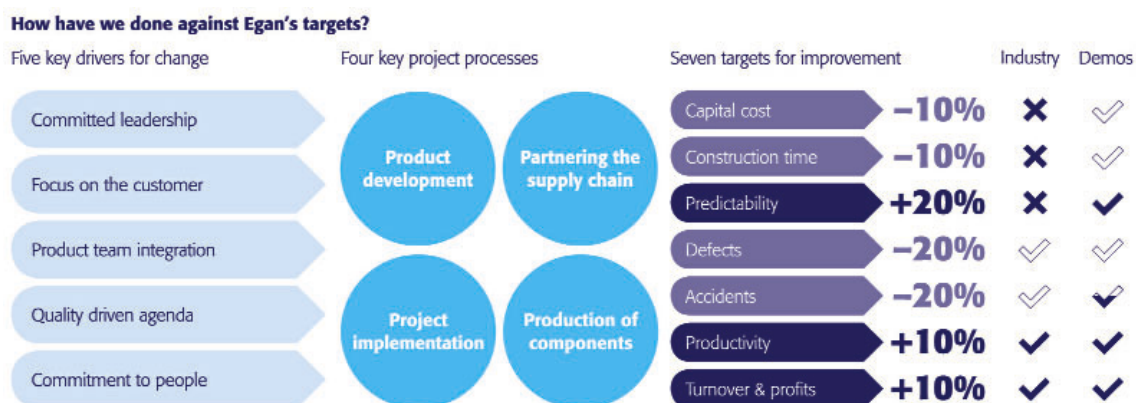 How have we done against Egan's targets?
Five key drivers for change
Four key project processes
Seven targets for improvement
Industry
Demos
Committed leadership
Focus on the customer
Product team integration
Quality driven agenda
Commitment to people
Product
development
Partnering the
supply chain
Project
implementation
Production of
components
Capital cost −10%
Construction time −10%
Predictability +20%
Defects −20%
Accidents −20%
Productivity +10%
Turnover & profits +10%